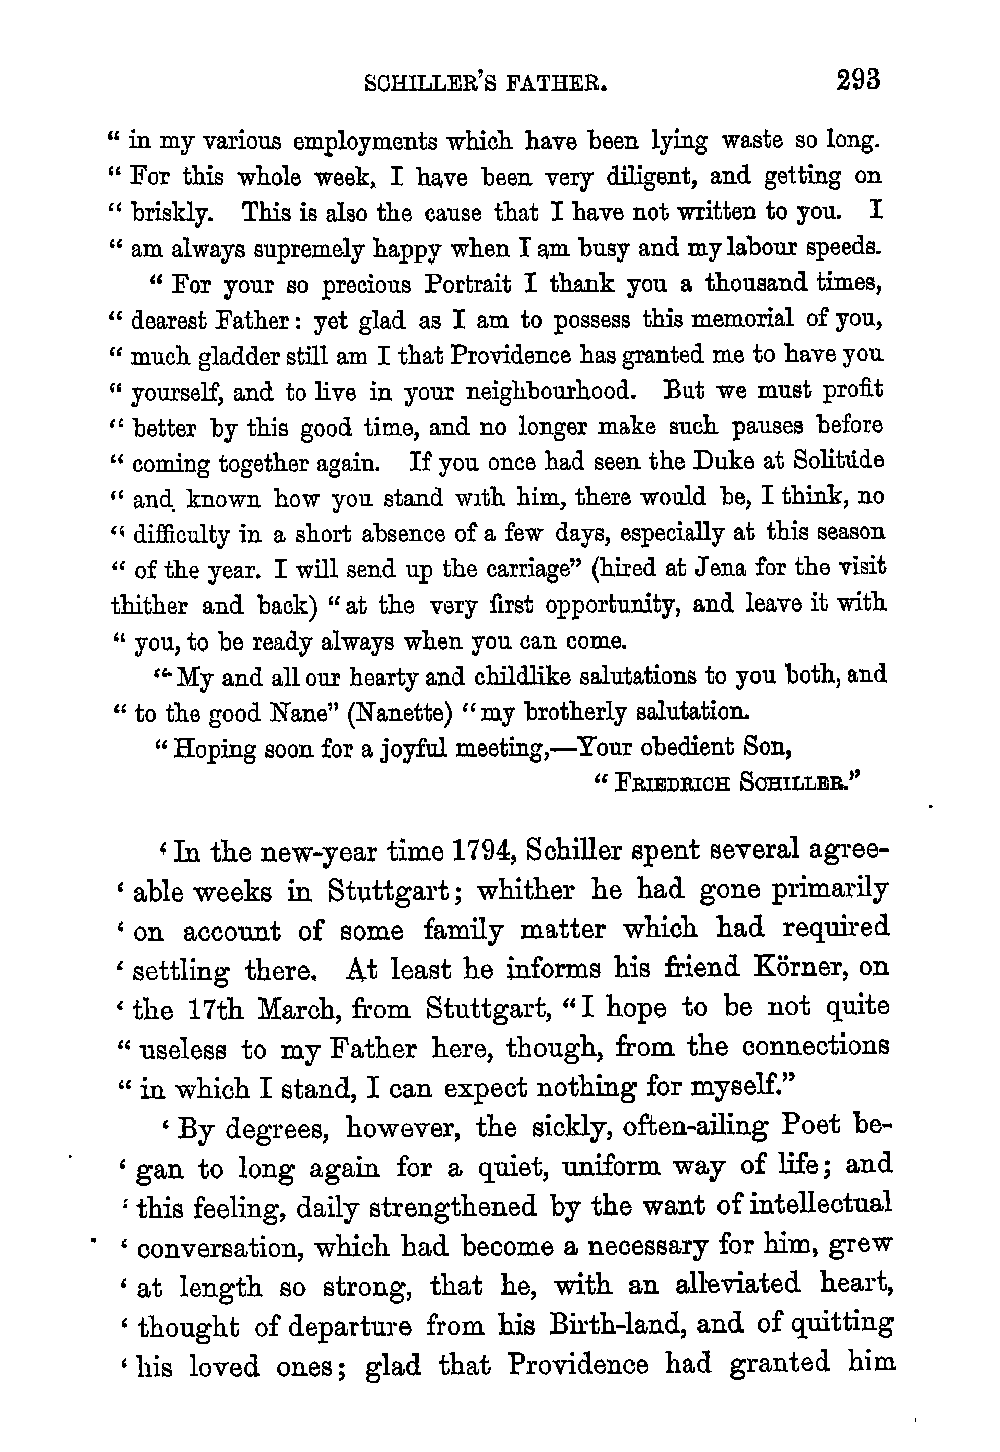 SCHILLER'S FATHER. 293
“ in my various employments which have been lying waste so long.
“ For this whole week, I have been very diligent, and getting on
“ briskly. This is also the cause that I have not written to you. I
“ am always supremely happy when I am busy and my labour speeds.
“ For your so precious Portrait I thank you a thousand times,
“ dearest Father: yet glad as I am to possess this memorial of you,
“ much gladder still am I that Providence has granted me to have you
“ yourself, and to live in your neighbourhood. But we must profit
“ better by this good time, and no longer make such pauses before
“ coming together again. If you once had seen the Duke at Solitüde
“ and known how you stand with him, there would be, I think, no
“ difficulty in a short absence of a few days, especially at this season
“ of the year. I will send up the carriage” (hired at Jena for the visit
thither and back) “ at the very first opportunity, and leave it with
“ you, to be ready always when you can come.
“ My and all our hearty and childlike salutations to you both, and
“ to the good Nane” (Nanette) “ my brotherly salutation.
“ Hoping soon for a joyful meeting,—Your obedient Son,
“ FRIEDRICH SCHILLER.”
‘ In the new-year time 1794, Schiller spent several agree-
‘ able weeks in Stuttgart; whither he had gone primarily
‘ on account of some family matter which had required
‘ settling there. At least he informs his friend Körner, on
‘ the 17th March, from Stuttgart, “ I hope to be not quite
“ useless to my Father here, though, from the connections
“ in which I stand, I can expect nothing for myself.”
‘ By degrees, however, the sickly, often-ailing Poet be-
‘ gan to long again for a quiet, uniform way of life; and
‘ this feeling, daily strengthened by the want of intellectual
‘ conversation, which had become a necessary for him, grew
‘ at length so strong, that he, with an alleviated heart,
‘ thought of departure from his Birth-land, and of quitting
‘ his loved ones; glad that Providence had granted him